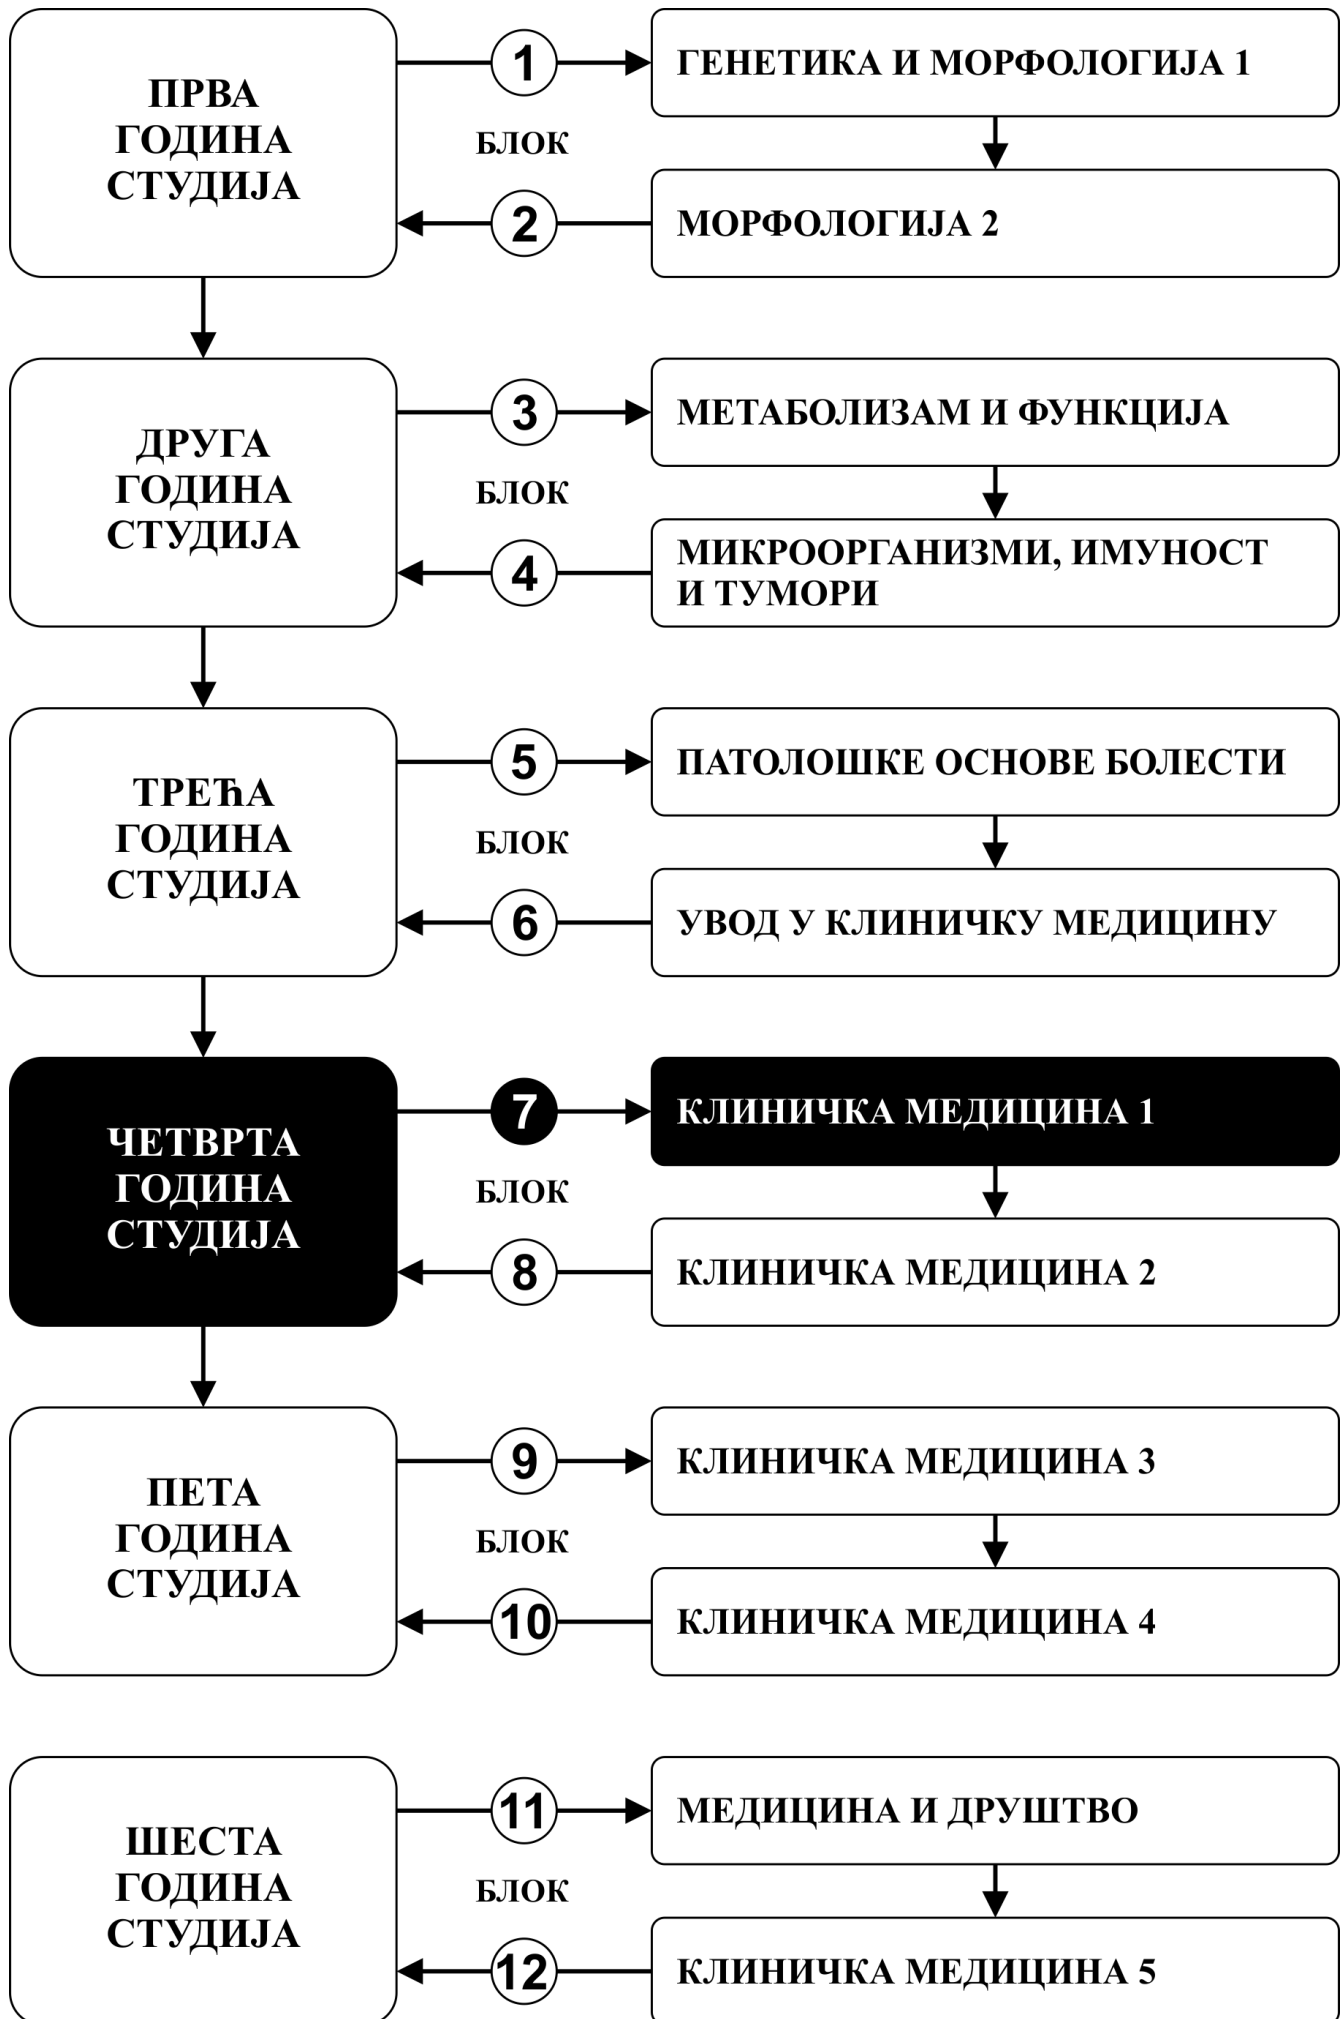 ПРВА
ГОДИНА
СТУДИЈА
1
БЛОК
2
ГЕНЕТИКА И МОРФОЛОГИЈА 1
МОРФОЛОГИЈА 2
ДРУГА
ГОДИНА
СТУДИЈА
3
БЛОК
4
МЕТАБОЛИЗАМ И ФУНКЦИЈА
МИКРООРГАНИЗМИ, ИМУНОСТ
И ТУМОРИ
ТРЕЋА
ГОДИНА
СТУДИЈА
5
БЛОК
6
ПАТОЛОШКЕ ОСНОВЕ БОЛЕСТИ
УВОД У КЛИНИЧКУ МЕДИЦИНУ
ЧЕТВРТА
ГОДИНА
СТУДИЈА
7
БЛОК
8
КЛИНИЧКА МЕДИЦИНА 1
КЛИНИЧКА МЕДИЦИНА 2
ПЕТА
ГОДИНА
СТУДИЈА
9
БЛОК
10
КЛИНИЧКА МЕДИЦИНА 3
КЛИНИЧКА МЕДИЦИНА 4
ШЕСТА
ГОДИНА
СТУДИЈА
11
БЛОК
12
МЕДИЦИНА И ДРУШТВО
КЛИНИЧКА МЕДИЦИНА 5